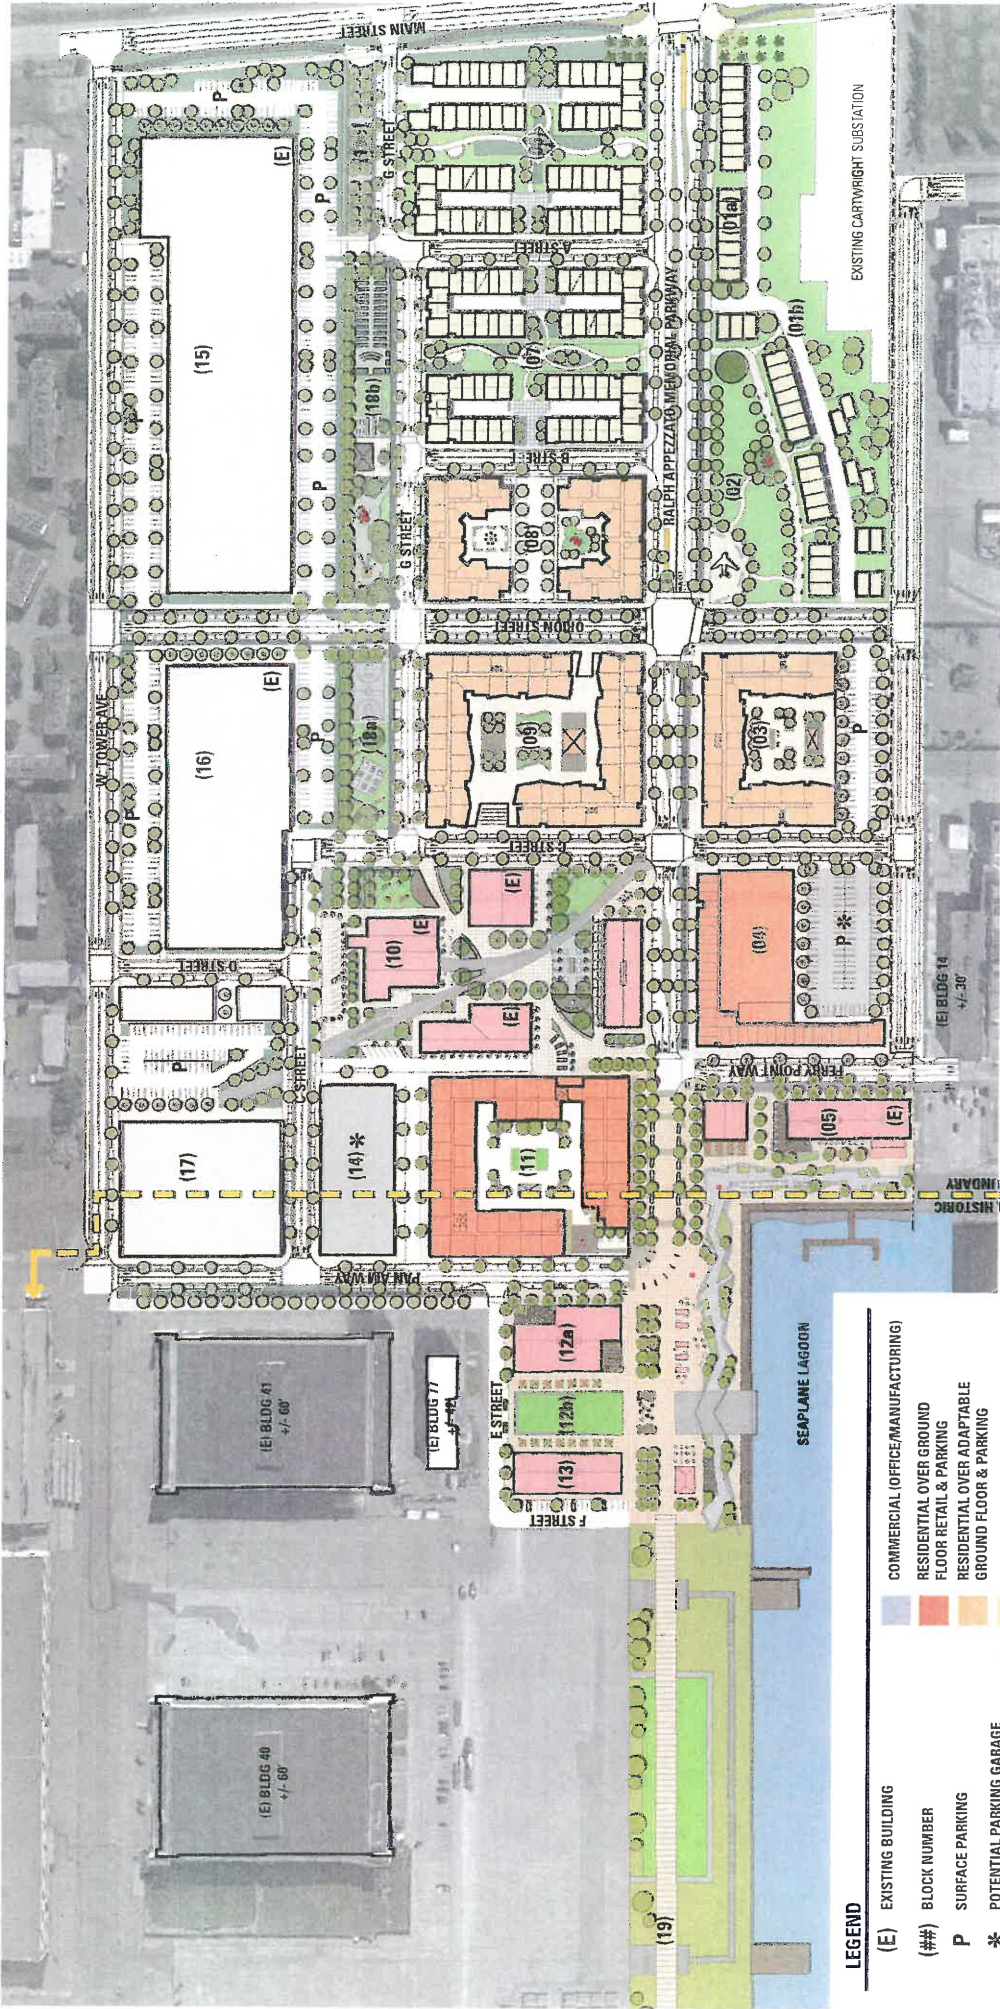 MAIN STREET
P
(E)
P
G STREET
EXISTING CARTWRIGHT SUBSTATION
(01a)
A STREET
(15)
P
(18b)
(07)
RALPH APPEZZATO MEMORIAL PARKWAY
(01b)
P
B STREET
(02)
G STREET
(08)
ORION STREET
W. TOWER AVE
(E)
(16)
P
P
(18a)
(09)
(03)
P
C STREET
(E)
(E)
(10)
D STREET
(04)
P *
(E) BLDG 14
+/- 30'
(E)
P
STREET
FERRY POINT WAY
(17)
(14) *
(11)
(05)
(E)
HISTORIC
UNDARY
PAN AM WAY
(E) BLDG 41
+/- 60'
(E) BLDG 77
E STREET
(12a)
(12b)
(13)
F STREET
SEAPLANE LAGOON
(E) BLDG 40
+/- 60'
(19)
LEGEND
(E) EXISTING BUILDING
(##) BLOCK NUMBER
P SURFACE PARKING
* POTENTIAL PARKING GARAGE
COMMERCIAL (OFFICE/MANUFACTURING)
RESIDENTIAL OVER GROUND
FLOOR RETAIL & PARKING
RESIDENTIAL OVER ADAPTABLE
GROUND FLOOR & PARKING